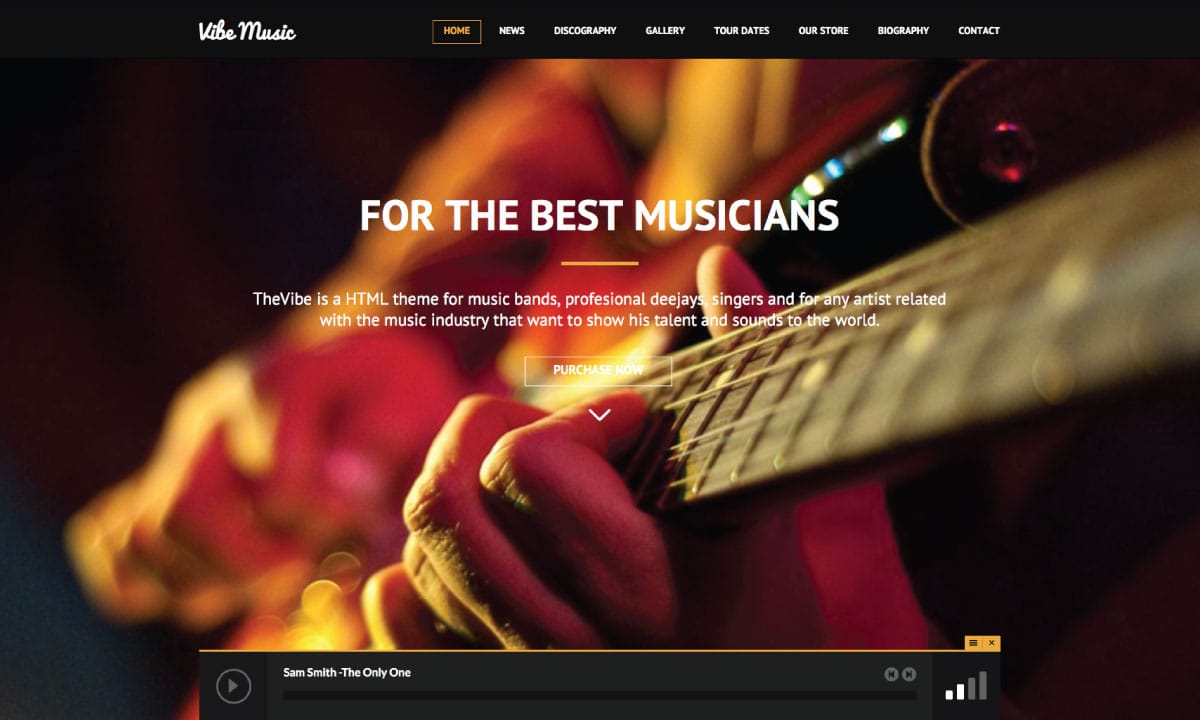 Vibe Music
HOME NEWS DISCOGRAPHY GALLERY TOUR DATES OUR STORE BIOGRAPHY CONTACT
FOR THE BEST MUSICIANS
TheVibe is a HTML theme for music bands, profesional deejays, singers and for any artist related
with the music industry that want to show his talent and sounds to the world.
PURCHASE NOW
Sam Smith -The Only One